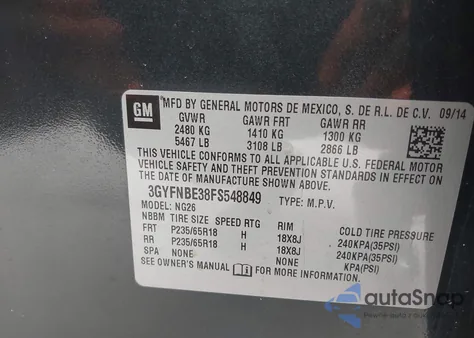 GM
MFD BY GENERAL MOTORS DE MEXICO, S. DE R.L. DE C.V. 09/14
GVWR GAWR FRT GAWR RR
2480 KG 1410 KG 1300 KG
5467 LB 3108 LB 2866 LB
THIS VEHICLE CONFORMS TO ALL APPLICABLE U.S. FEDERAL MOTOR
VEHICLE SAFETY AND THEFT PREVENTION STANDARDS IN EFFECT ON
THE DATE OF MANUFACTURE SHOWN ABOVE.
3GYFNBE38FS548849 TYPE: M.P.V.
MODEL: NG26
NBBM TIRE SIZE SPEED RTG RIM COLD TIRE PRESSURE
FRT P235/65R18 H 18X8J 240KPA(35PSI)
RR P235/65R18 H 18X8J 240KPA(35PSI)
SPA NONE NONE KPA(PSI)
SEE OWNER'S MANUAL FOR MORE INFORMATION.
autoSnap